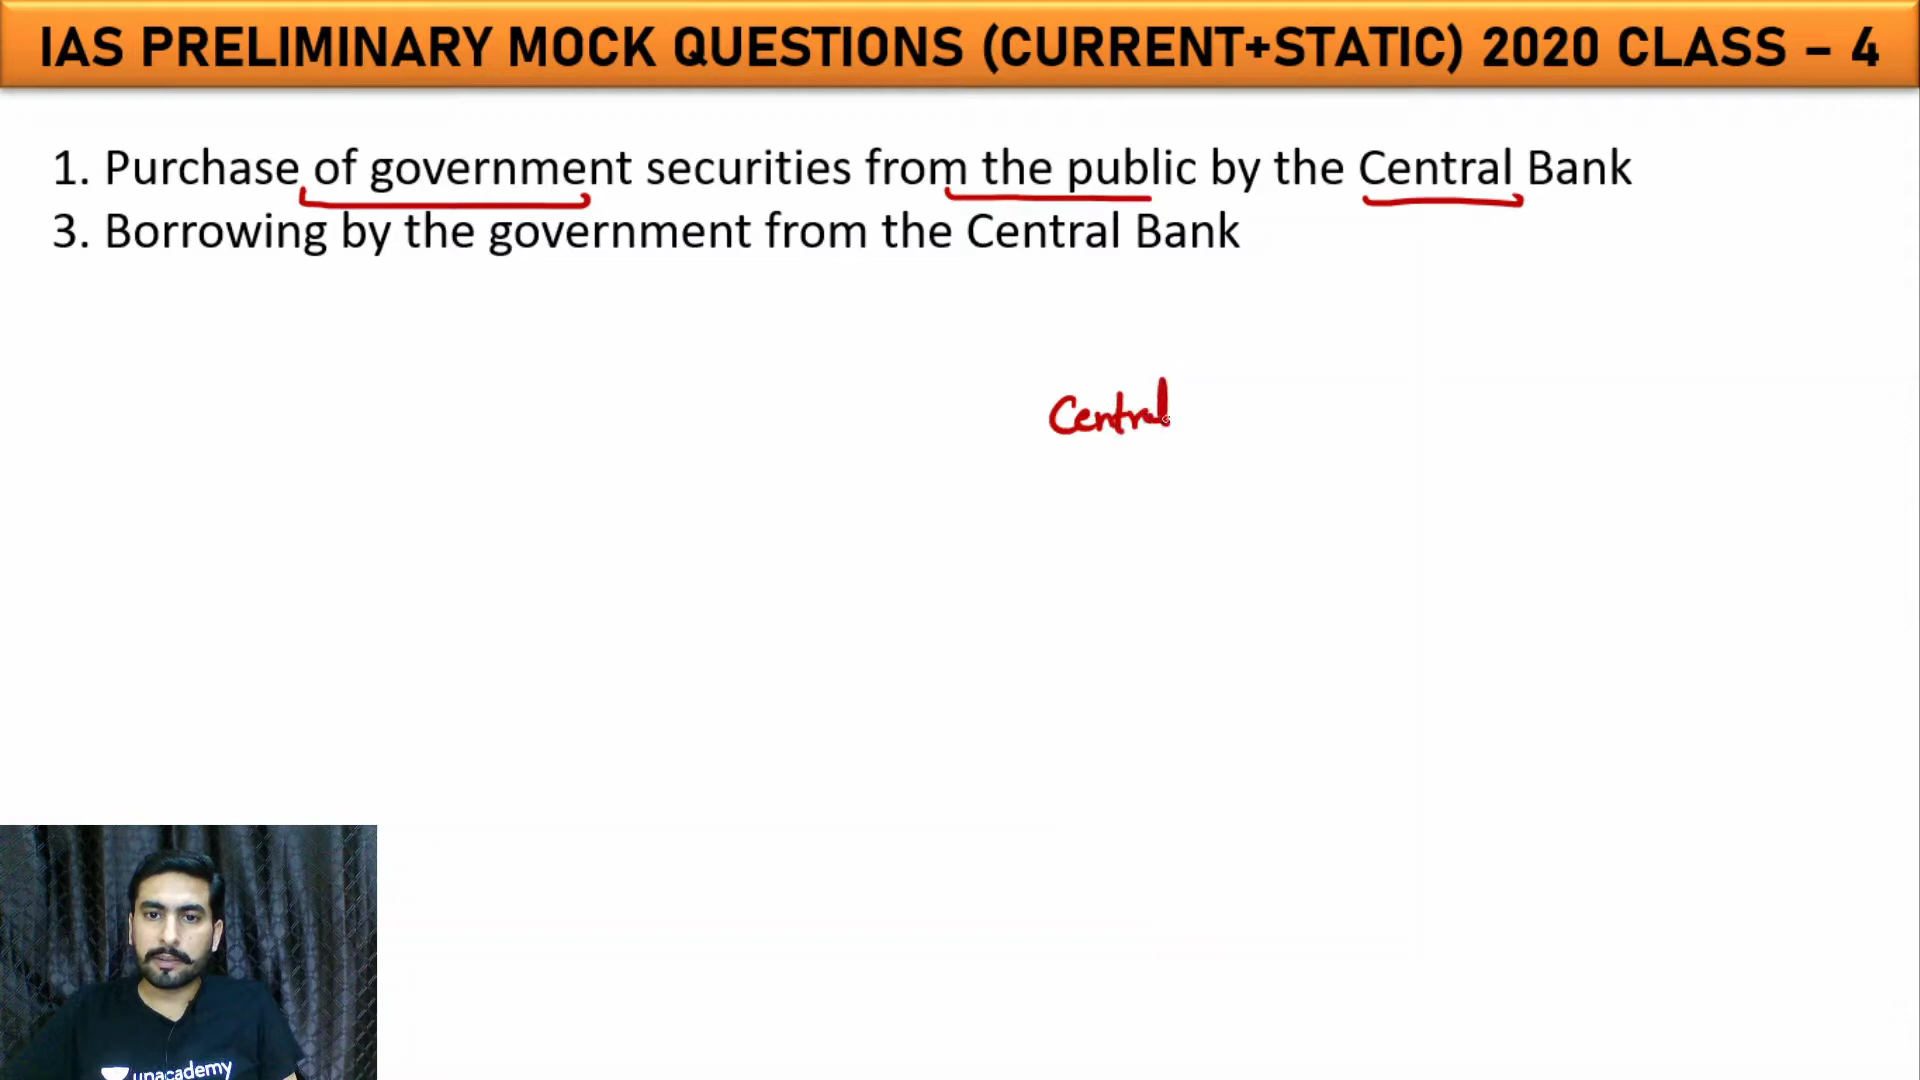 IAS PRELIMINARY MOCK QUESTIONS (CURRENT+STATIC) 2020 CLASS – 4
1. Purchase of government securities from the public by the Central Bank
3. Borrowing by the government from the Central Bank
Central
unacademy